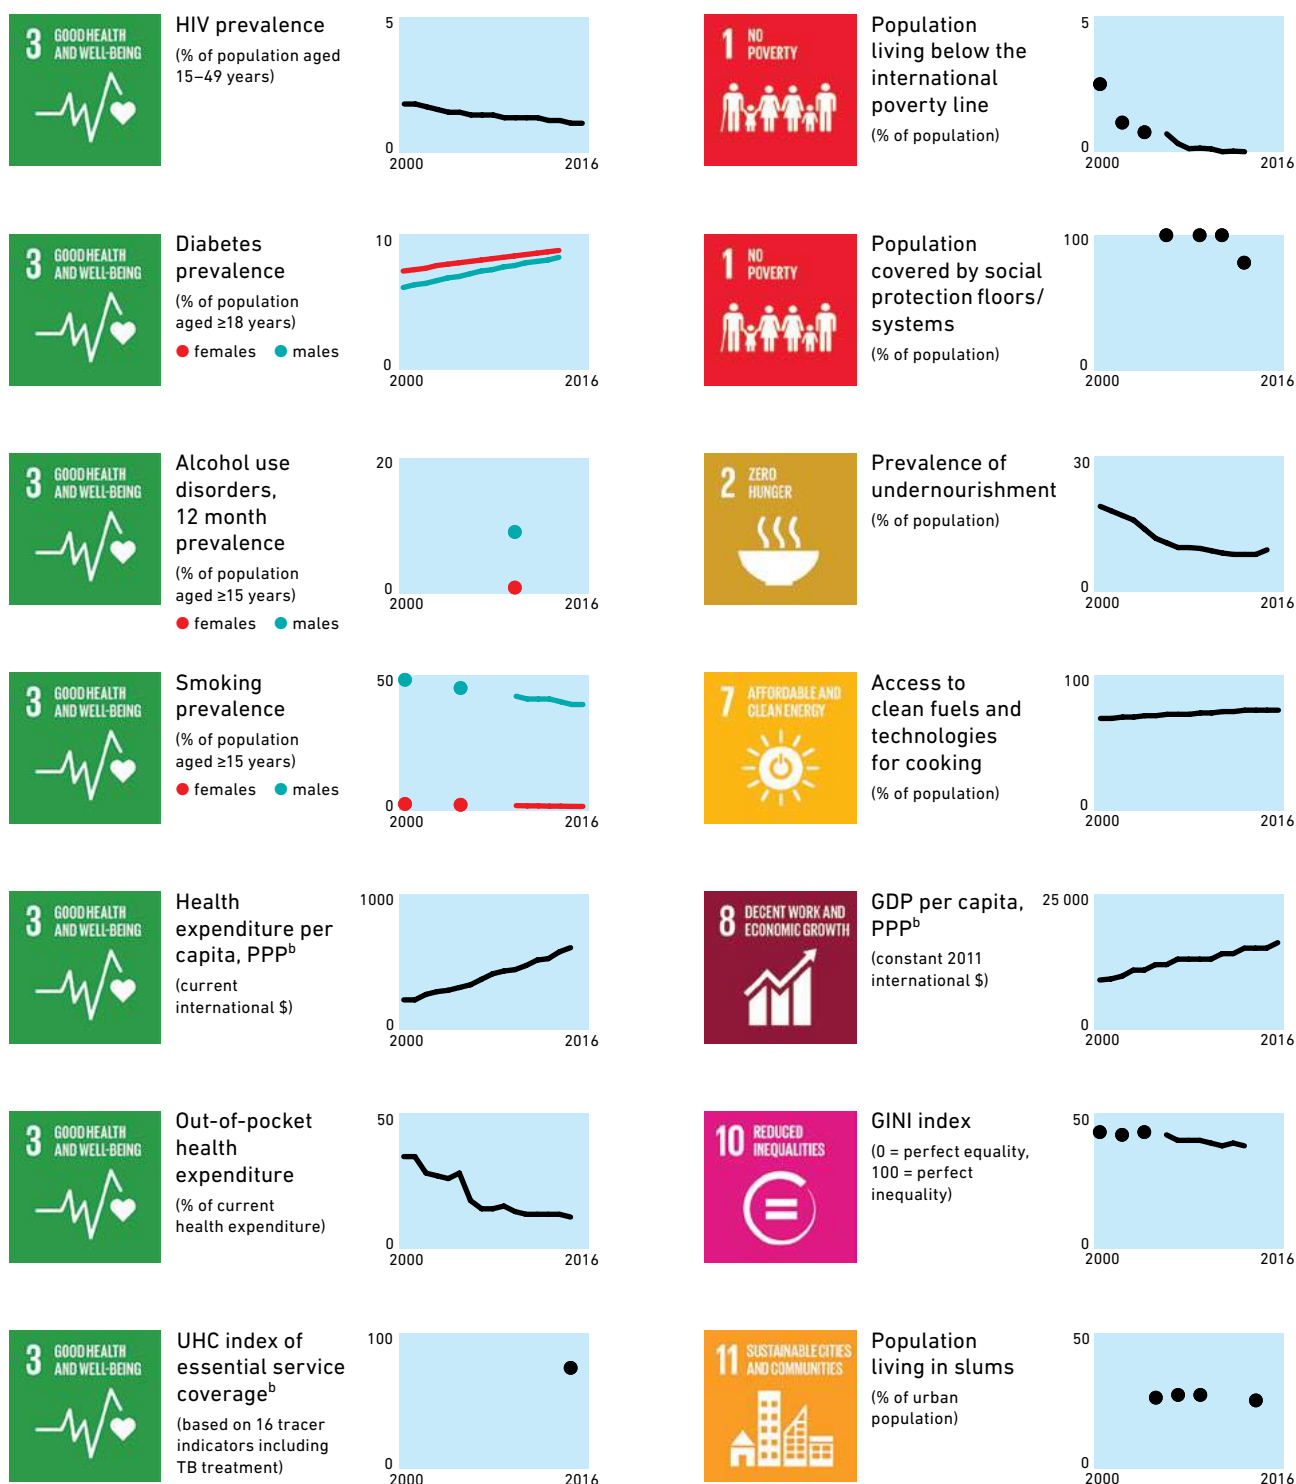 3 GOOD HEALTH
AND WELL-BEING
HIV prevalence
(% of population aged
15–49 years)
5
0
2000 2016
1 NO
POVERTY
Population
living below the
international
poverty line
(% of population)
5
0
2000 2016
3 GOOD HEALTH
AND WELL-BEING
Diabetes
prevalence
(% of population
aged ≥18 years)
females males
10
0
2000 2016
1 NO
POVERTY
Population
covered by social
protection floors/
systems
(% of population)
100
0
2000 2016
3 GOOD HEALTH
AND WELL-BEING
Alcohol use
disorders,
12 month
prevalence
(% of population
aged ≥15 years)
females males
20
0
2000 2016
2 ZERO
HUNGER
Prevalence of
undernourishment
(% of population)
30
0
2000 2016
3 GOOD HEALTH
AND WELL-BEING
Smoking
prevalence
(% of population
aged ≥15 years)
females males
50
0
2000 2016
7 AFFORDABLE AND
CLEAN ENERGY
Access to
clean fuels and
technologies
for cooking
(% of population)
100
0
2000 2016
3 GOOD HEALTH
AND WELL-BEING
Health
expenditure per
capita, PPPᵇ
(current
international $)
1000
0
2000 2016
8 DECENT WORK AND
ECONOMIC GROWTH
GDP per capita,
PPPᵇ
(constant 2011
international $)
25 000
0
2000 2016
3 GOOD HEALTH
AND WELL-BEING
Out-of-pocket
health
expenditure
(% of current
health expenditure)
50
0
2000 2016
10 REDUCED
INEQUALITIES
GINI index
(0 = perfect equality,
100 = perfect
inequality)
50
0
2000 2016
3 GOOD HEALTH
AND WELL-BEING
UHC index of
essential service
coverageᵇ
(based on 16 tracer
indicators including
TB treatment)
100
0
2000 2016
11 SUSTAINABLE CITIES
AND COMMUNITIES
Population
living in slums
(% of urban
population)
50
0
2000 2016